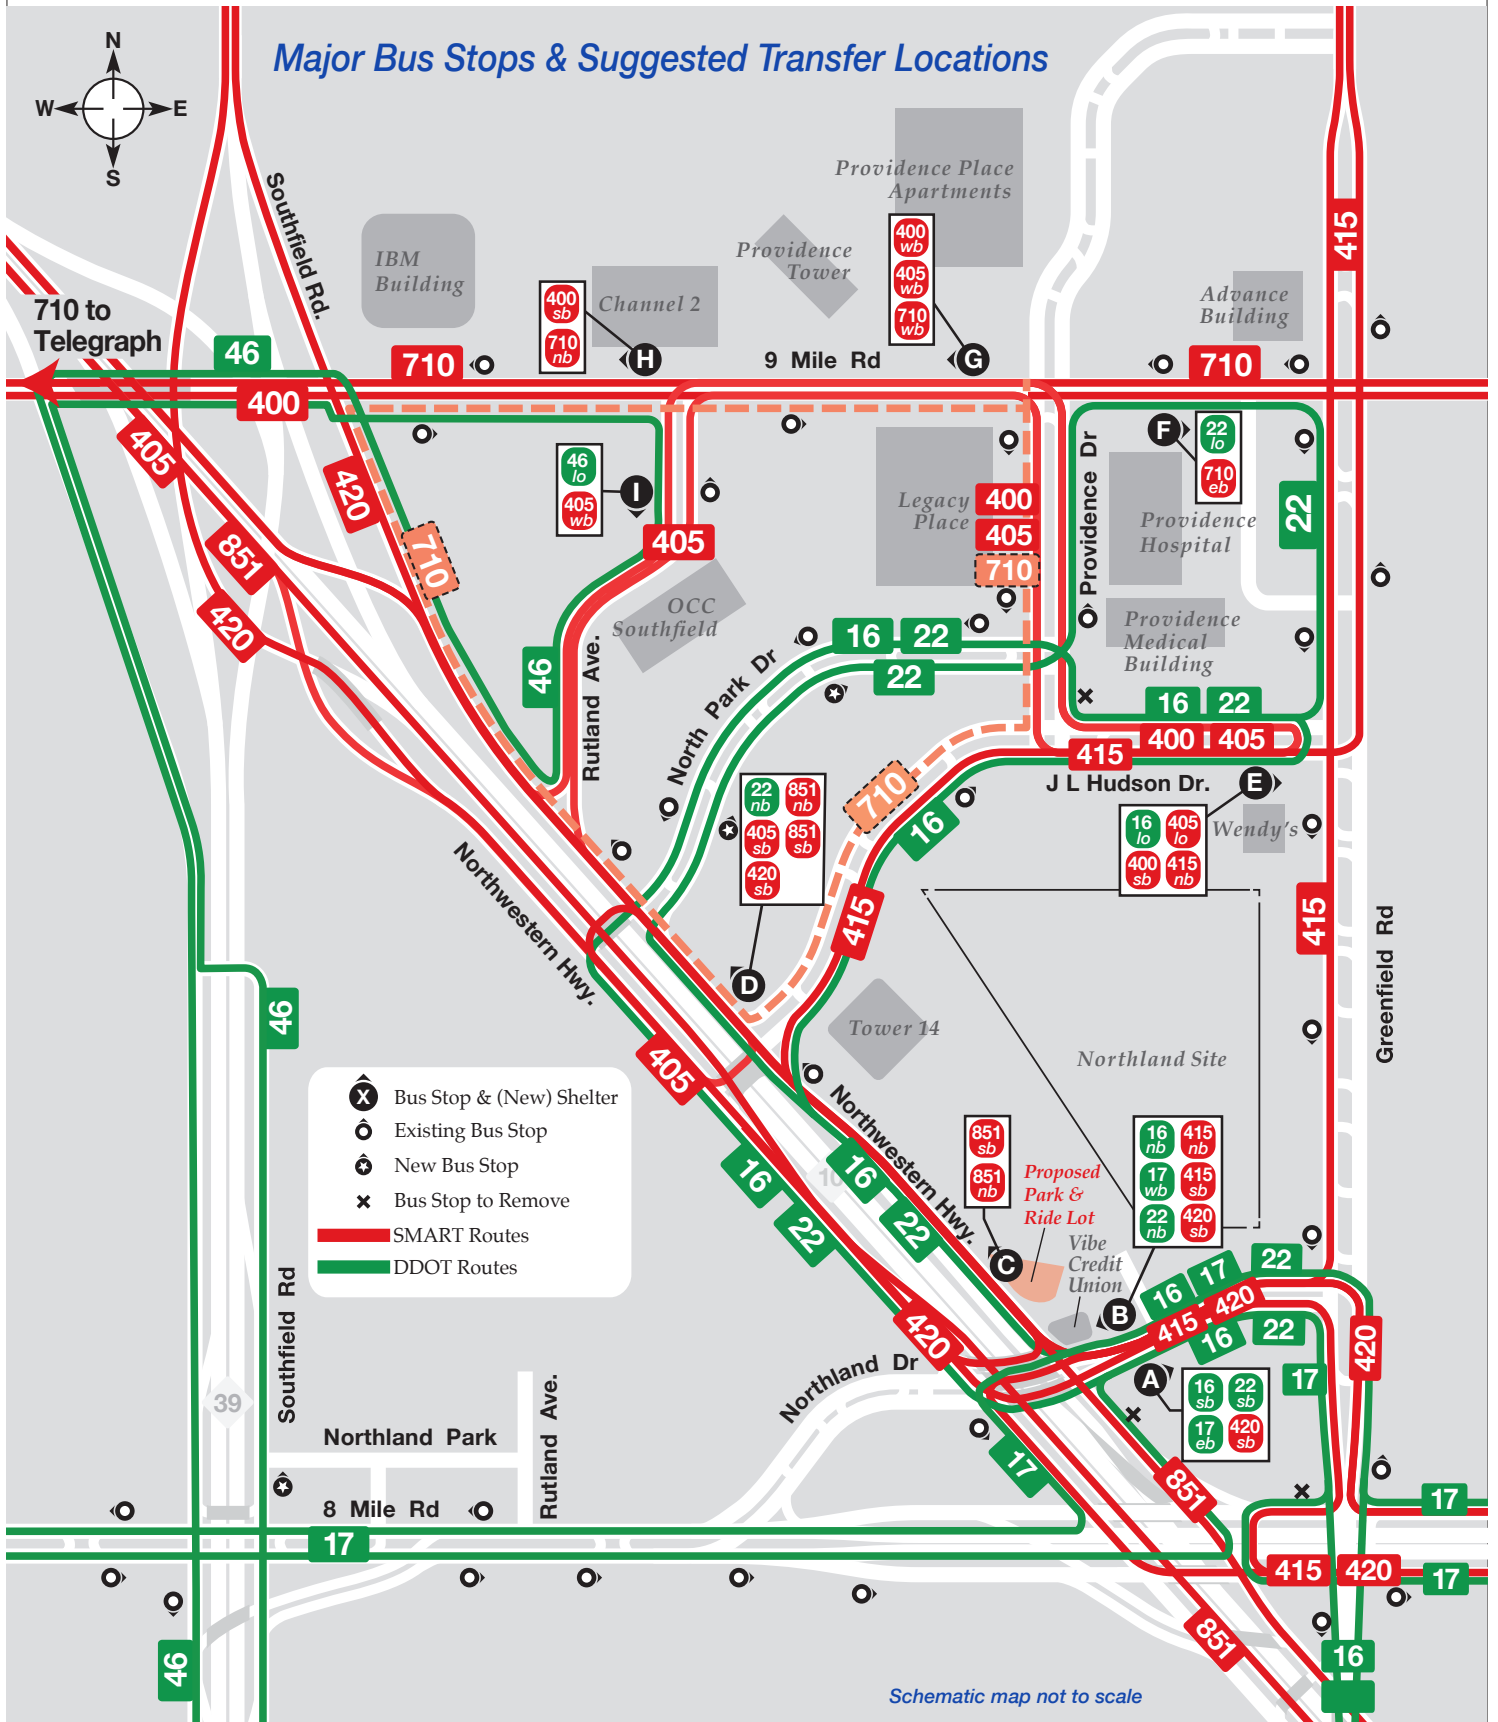 Major Bus Stops & Suggested Transfer Locations
N
W
E
S
Southfield Rd.
IBM
Building
Providence Place
Apartments
Providence
Tower
400
wb
405
wb
710
wb
G
415
400
sb
710
nb
Channel 2
H
Advance
Building
710 to
Telegraph
46
710
9 Mile Rd
710
400
405
420
710
851
420
46
lo
405
wb
I
405
Legacy
Place
400
405
710
Providence Dr
F
22
lo
710
eb
22
Providence
Hospital
OCC
Southfield
46
Rutland Ave.
North Park Dr
16
22
22
Providence
Medical
Building
16
22
400
405
415
J L Hudson Dr.
E
16
lo
405
lo
400
sb
415
nb
Wendy's
22
nb
851
nb
405
sb
851
sb
420
sb
D
710
16
415
415
Northwestern Hwy.
Greenfield Rd
46
Tower 14
Northland Site
405
X
Bus Stop & (New) Shelter
Existing Bus Stop
New Bus Stop
Bus Stop to Remove
SMART Routes
DDOT Routes
Northwestern Hwy.
16
22
10
16
22
851
sb
851
nb
C
Proposed
Park &
Ride Lot
Vibe
Credit
Union
16
nb
415
nb
17
wb
415
sb
22
nb
420
sb
B
16
17
22
415
420
16
22
420
17
420
Northland Dr
A
16
sb
22
sb
17
eb
420
sb
Southfield Rd
39
Northland Park
Rutland Ave.
17
851
8 Mile Rd
17
17
415
420
17
851
46
16
Schematic map not to scale